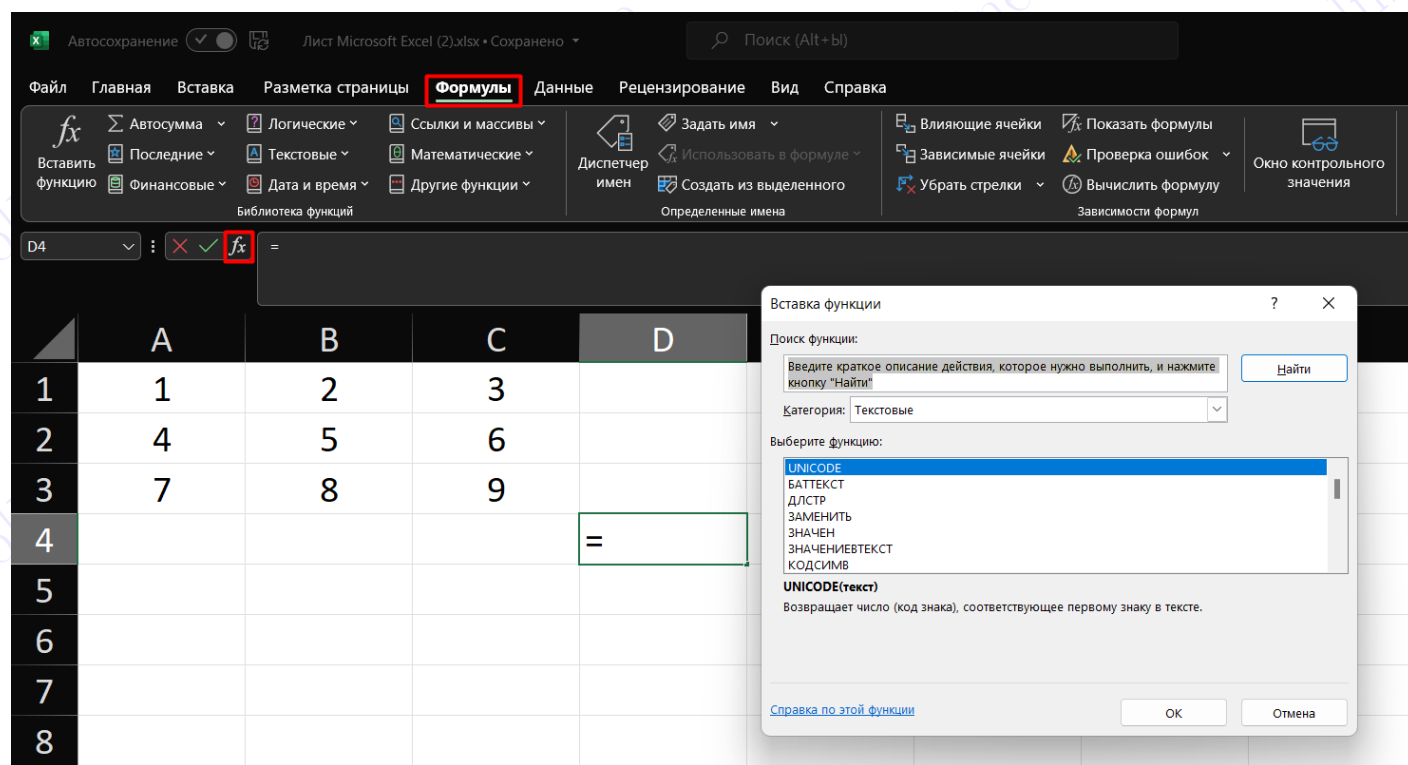 Автосохранение Лист Microsoft Excel (2).xlsx • Сохранено Поиск (Alt+Ы)
Файл Главная Вставка Разметка страницы Формулы Данные Рецензирование Вид Справка
fx Вставить функцию
Автосумма
Последние
Финансовые
Логические
Текстовые
Дата и время
Ссылки и массивы
Математические
Другие функции
Библиотека функций
Диспетчер имен
Задать имя
Использовать в формуле
Создать из выделенного
Определенные имена
Влияющие ячейки
Зависимые ячейки
Убрать стрелки
Показать формулы
Проверка ошибок
Вычислить формулу
Зависимости формул
Окно контрольного значения
D4 fx =
A B C D
1 1 2 3
2 4 5 6
3 7 8 9
4 =
5
6
7
8
Вставка функции ?
Поиск функции:
Введите краткое описание действия, которое нужно выполнить, и нажмите
кнопку "Найти"
Найти
Категория: Текстовые
Выберите функцию:
UNICODE
БАТТЕКСТ
ДЛСТР
ЗАМЕНИТЬ
ЗНАЧЕН
ЗНАЧЕНИЕВТЕКСТ
КОДСИМВ
UNICODE(текст)
Возвращает число (код знака), соответствующее первому знаку в тексте.
Справка по этой функции
ОК Отмена